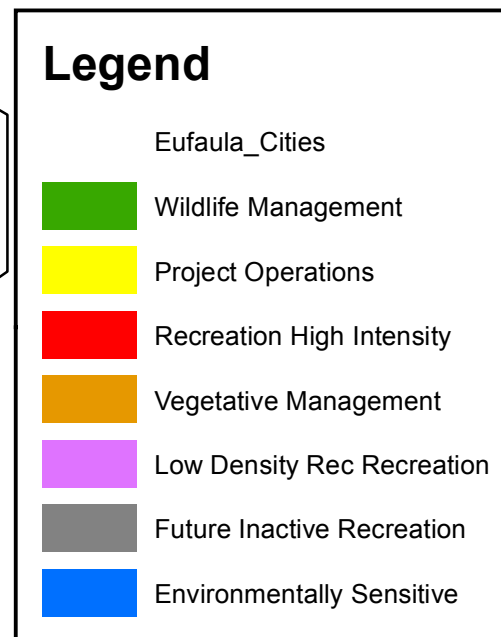 Legend
Eufaula_Cities
Wildlife Management
Project Operations
Recreation High Intensity
Vegetative Management
Low Density Rec Recreation
Future Inactive Recreation
Environmentally Sensitive